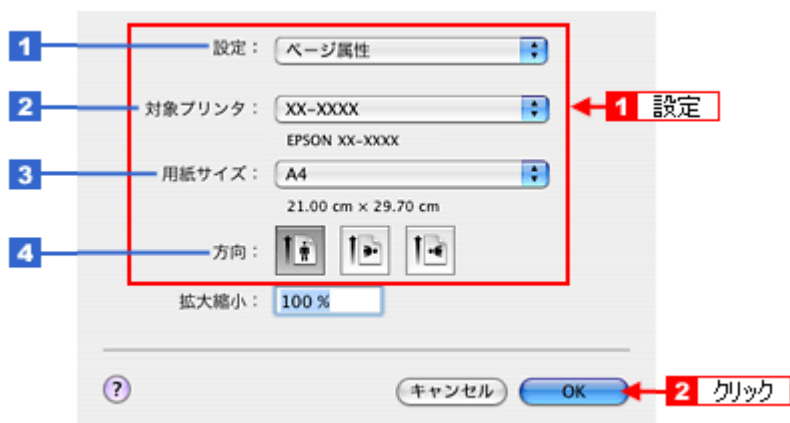 1 設定： ページ属性
2 対象プリンタ： XX-XXXX 1 設定
EPSON XX-XXXX
3 用紙サイズ： A4
21.00 cm × 29.70 cm
4 方向：
拡大縮小： 100 %
? キャンセル OK 2 クリック